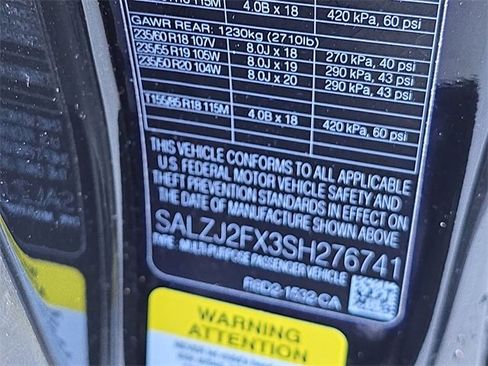 4.0B x 18 420 kPa, 60 psi
GAWR REAR: 1230kg (2710lb)
235/60 R18 107V 8.0J x 18 270 kPa, 40 psi
235/55 R19 105W 8.0J x 19 290 kPa, 43 psi
235/50 R20 104W 8.0J x 20 290 kPa, 43 psi
T155/85 R18 115M 4.0B x 18 420 kPa, 60 psi
THIS VEHICLE CONFORMS TO ALL APPLICABLE
U.S. FEDERAL MOTOR VEHICLE SAFETY AND
THEFT PREVENTION STANDARDS IN EFFECT ON
THE DATE OF MANUFACTURE SHOWN ABOVE
SALZJ2FX3SH276741
TYPE: MULTI-PURPOSE PASSENGER VEHICLE
WARNING
ATTENTION